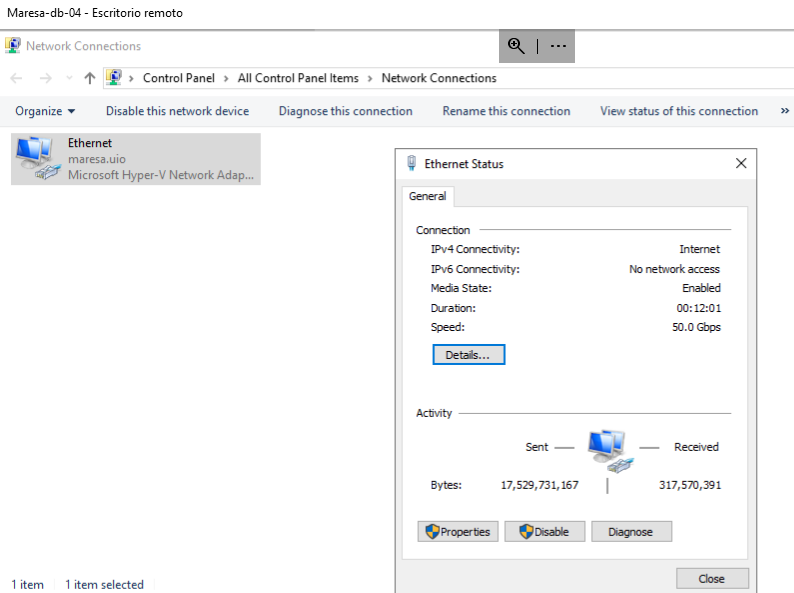 Maresa-db-04 - Escritorio remoto
Network Connections
Control Panel > All Control Panel Items > Network Connections
Organize Disable this network device Diagnose this connection Rename this connection View status of this connection »
Ethernet
maresa.uio
Microsoft Hyper-V Network Adap...
Ethernet Status
General
Connection
IPv4 Connectivity: Internet
IPv6 Connectivity: No network access
Media State: Enabled
Duration: 00:12:01
Speed: 50.0 Gbps
Details...
Activity
Sent Received
Bytes: 17,529,731,167 317,570,391
Properties Disable Diagnose
Close
1 item 1 item selected